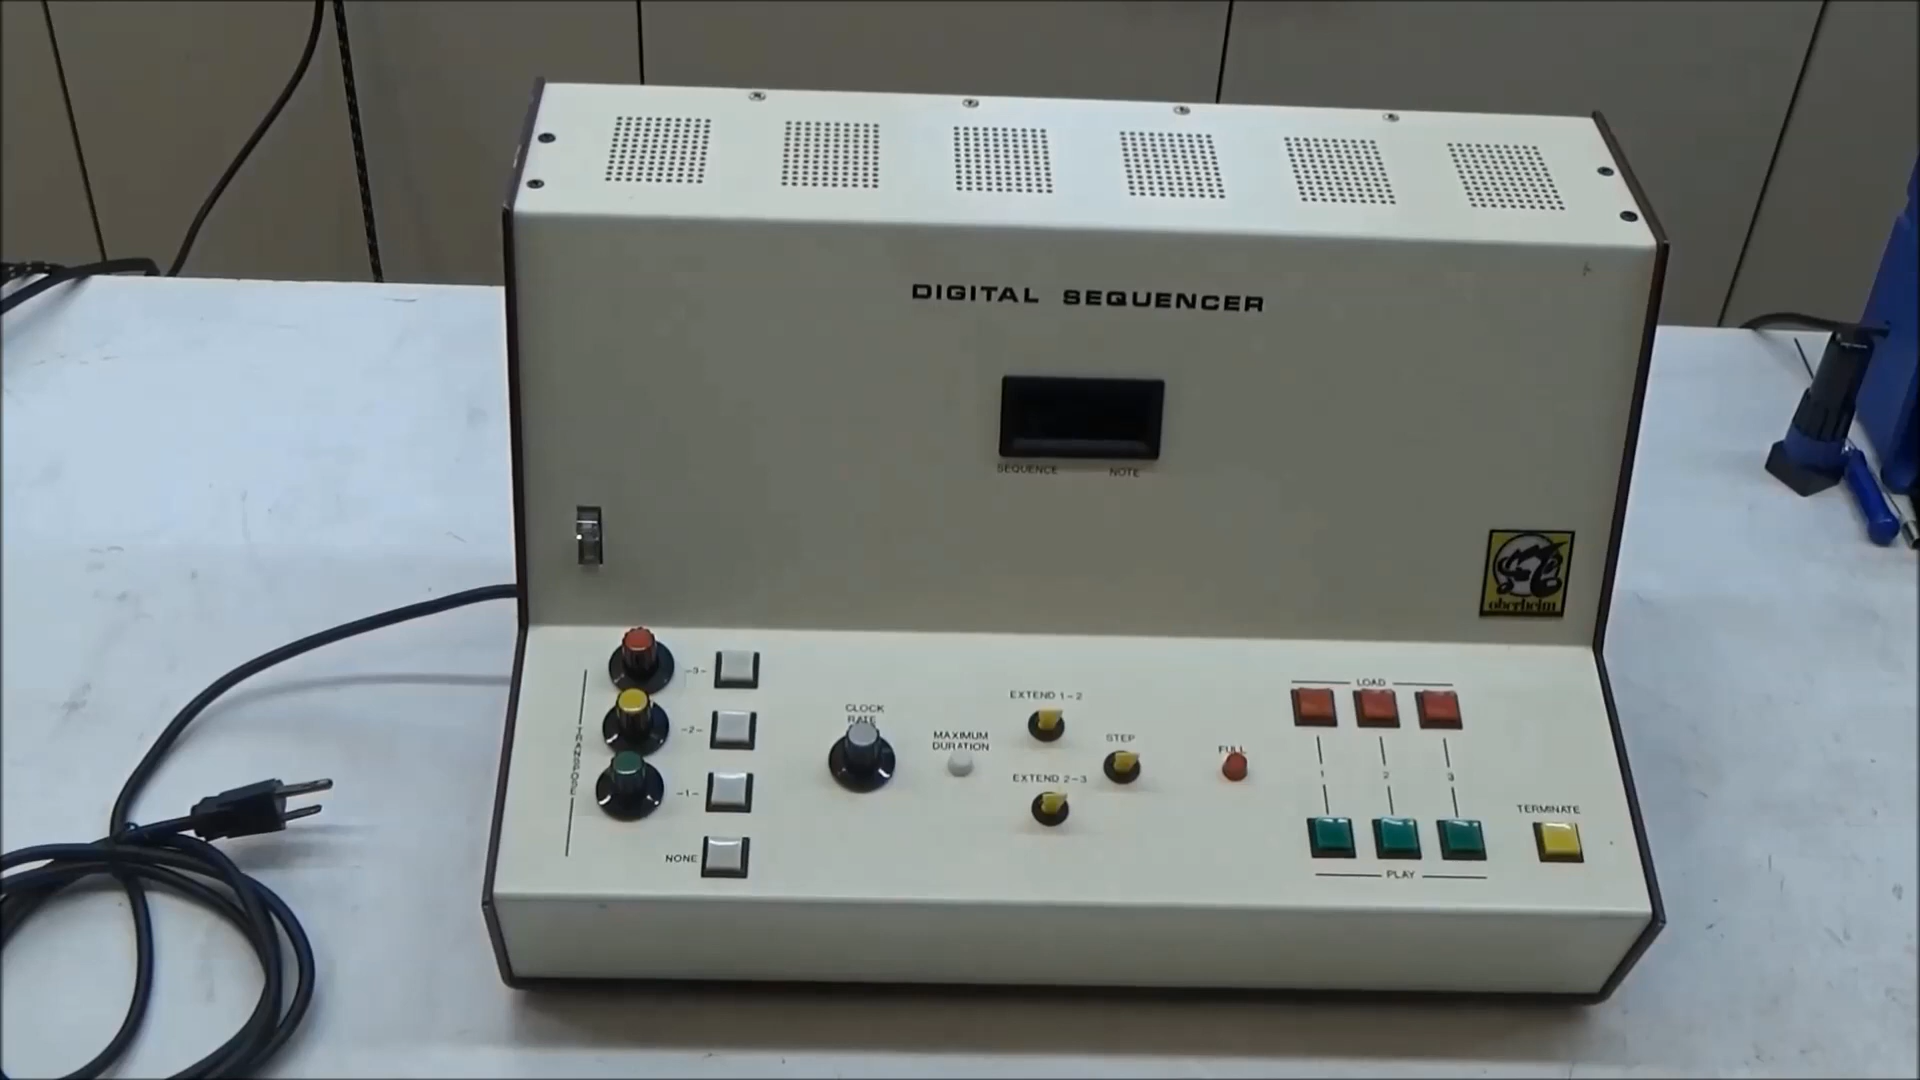 DIGITAL SEQUENCER
SEQUENCE NOTE
oberheim
TRANSPOSE
-3-
-2-
-1-
NONE
CLOCK
RATE
MAXIMUM
DURATION
EXTEND 1-2
EXTEND 2-3
STEP
FULL
LOAD
1 2 3
PLAY
TERMINATE